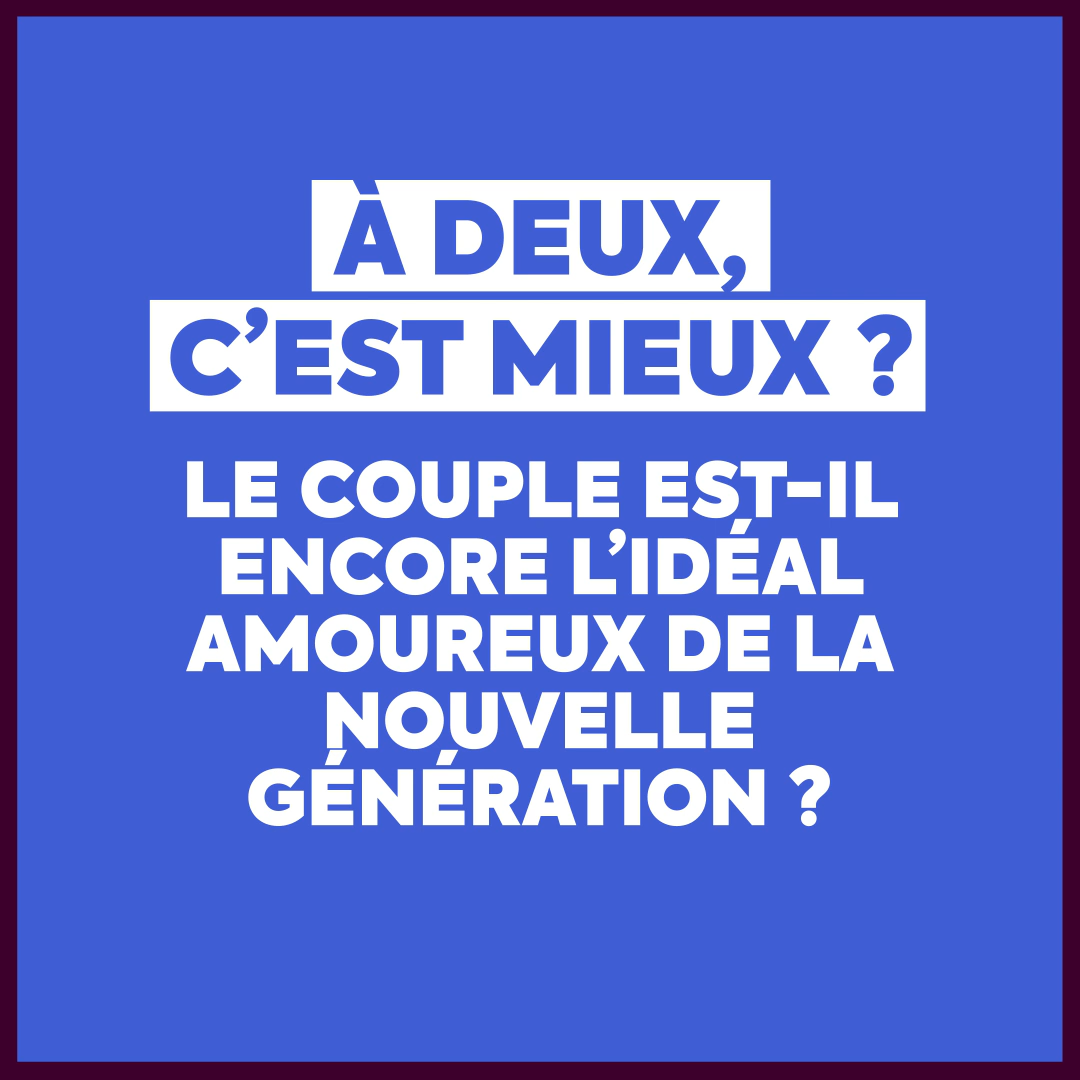 À DEUX,
C’EST MIEUX ?
LE COUPLE EST-IL
ENCORE L’IDÉAL
AMOUREUX DE LA
NOUVELLE
GÉNÉRATION ?